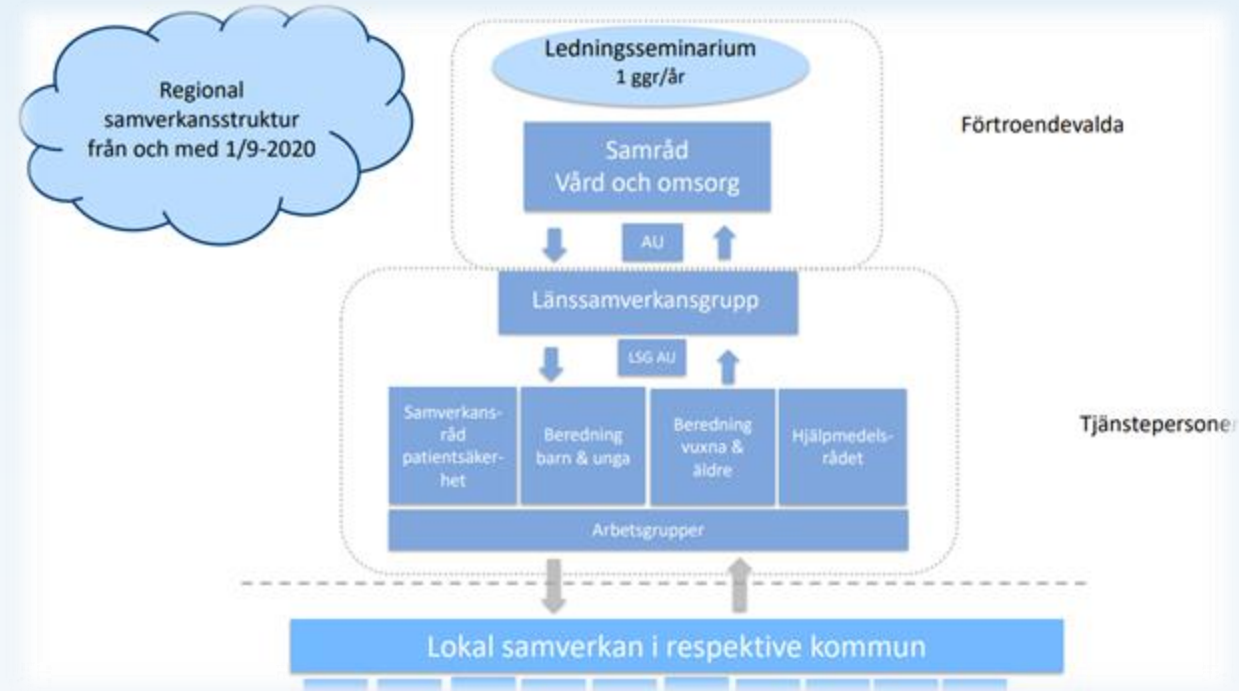 Regional
samverkansstruktur
från och med 1/9-2020
Ledningsseminarium
1 ggr/år
Förtroendevalda
Samråd
Vård och omsorg
AU
Länssamverkansgrupp
LSG AU
Samverkans-
råd
patientsäker-
het
Beredning
barn & unga
Beredning
vuxna &
äldre
Hjälpmedels-
rådet
Tjänstepersoner
Arbetsgrupper
Lokal samverkan i respektive kommun